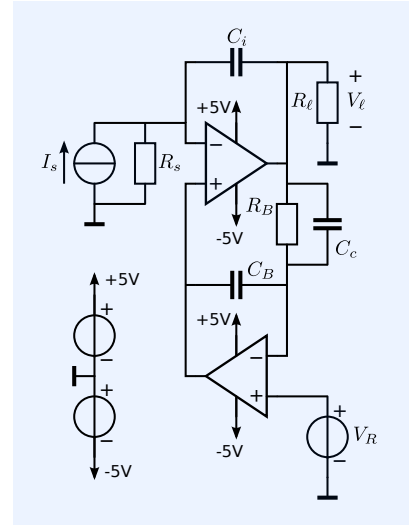 C_i
+5V
R_ℓ
+
V_ℓ
−
I_s
R_s
−
+
-5V
R_B
C_c
C_B
+5V
+5V
+
−
−
+
+
−
-5V
-5V
+
V_R
−